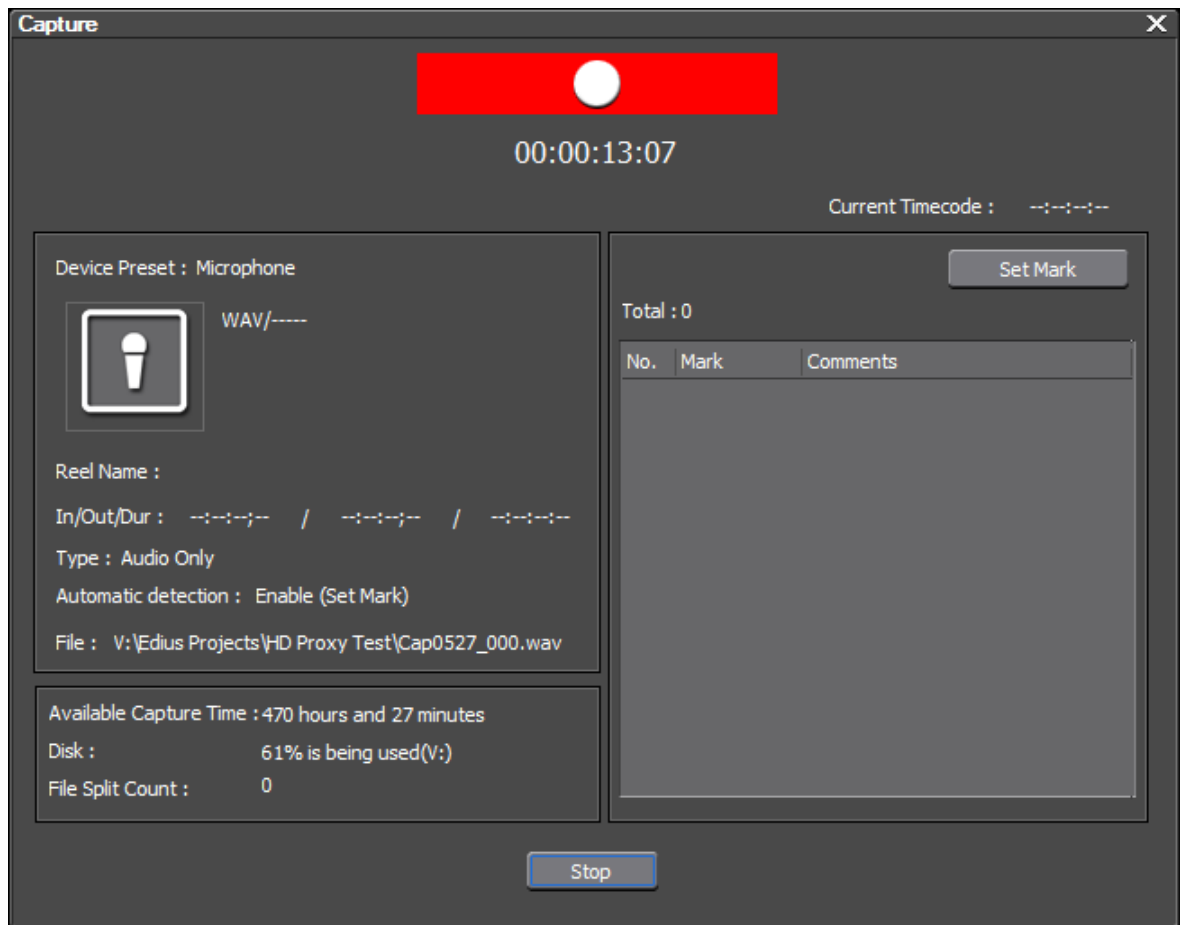 Capture
00:00:13:07
Current Timecode : --:--:--:--
Device Preset : Microphone
WAV/-----
Reel Name :
In/Out/Dur : --:--:--;-- / --:--:--;-- / --:--:--:--
Type : Audio Only
Automatic detection : Enable (Set Mark)
File : V:\Edius Projects\HD Proxy Test\Cap0527_000.wav
Available Capture Time : 470 hours and 27 minutes
Disk : 61% is being used(V:)
File Split Count : 0
Set Mark
Total : 0
No. Mark Comments
Stop